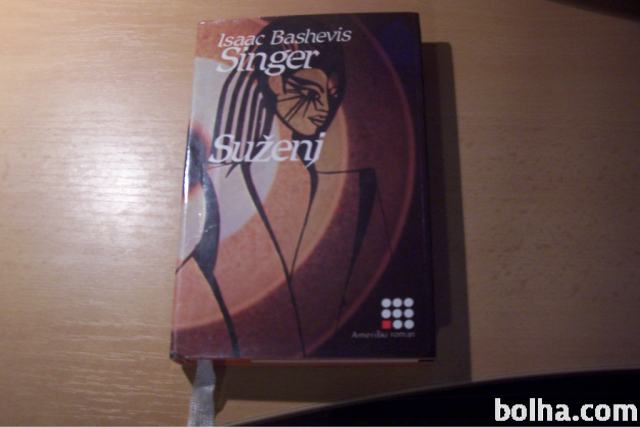 Isaac Bashevis
Singer
Suženj
Ameriški roman
bolha.com